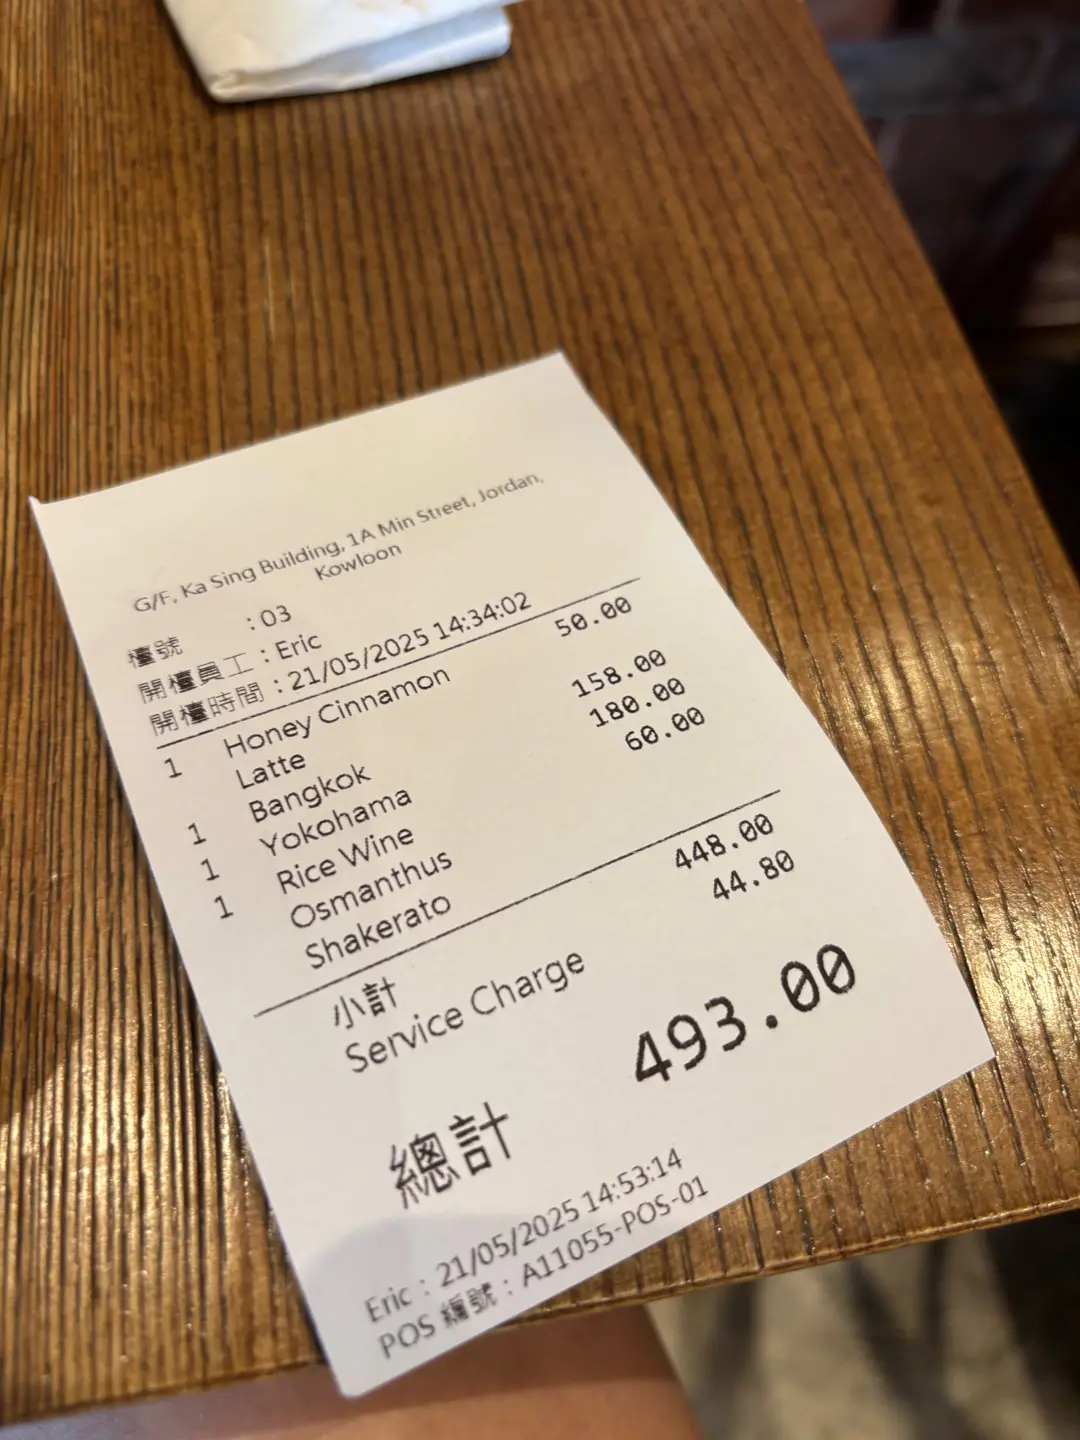 G/F, Ka Sing Building, 1A Min Street, Jordan,
Kowloon
檯號 : 03
開檯員工 : Eric
開檯時間 : 21/05/2025 14:34:02
1 Honey Cinnamon 50.00
Latte
1 Bangkok 158.00
1 Yokohama 180.00
1 Rice Wine 60.00
Osmanthus
Shakerato
小計 448.00
Service Charge 44.80
總計 493.00
Eric : 21/05/2025 14:53:14
POS 編號 : A11055-POS-01